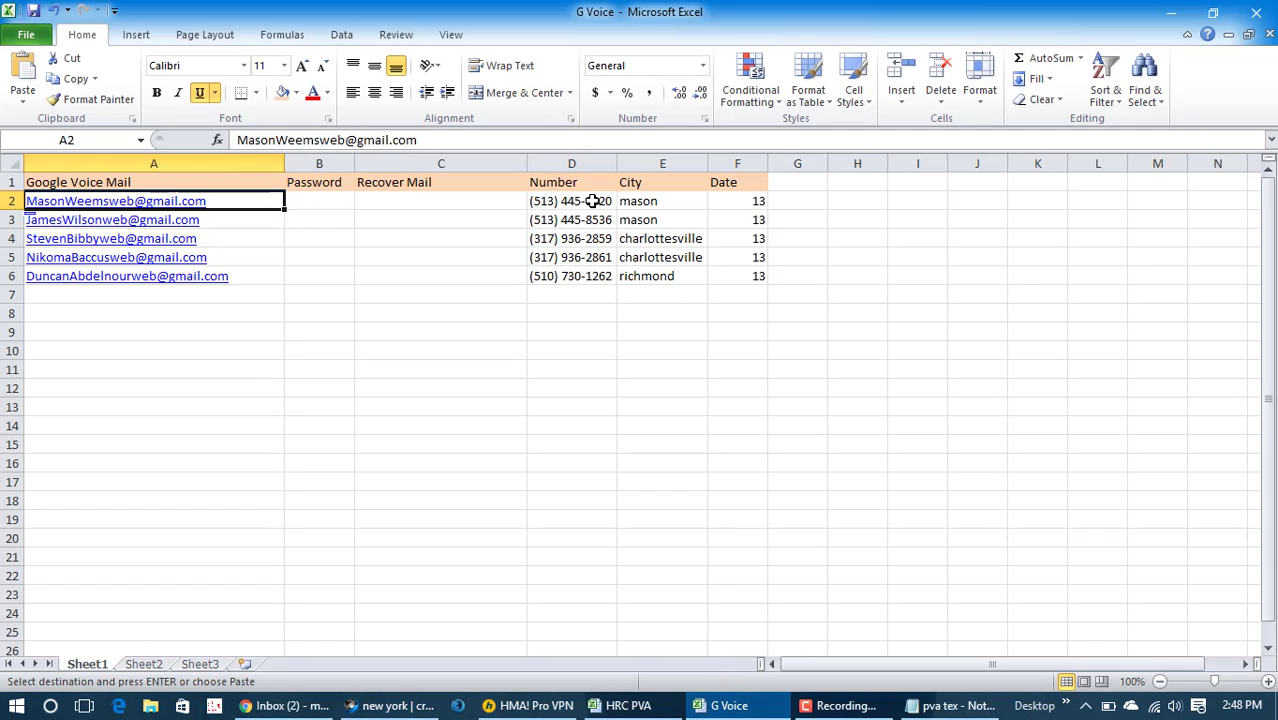 G Voice - Microsoft Excel
File Home Insert Page Layout Formulas Data Review View
Paste
Cut
Copy
Format Painter
Clipboard
Calibri 11
B I U
Font
Wrap Text
Merge & Center
Alignment
General
$ % ,
Number
Conditional Formatting
Format as Table
Cell Styles
Styles
Insert
Delete
Format
Cells
AutoSum
Fill
Clear
Sort & Filter
Find & Select
Editing
A2 fx MasonWeemsweb@gmail.com
A B C D E F G H I J K L M N
1 Google Voice Mail Password Recover Mail Number City Date
2 MasonWeemsweb@gmail.com (513) 20 mason 13
3 JamesWilsonweb@gmail.com (513) 445-8536 mason 13
4 StevenBibbyweb@gmail.com (317) 936-2859 charlottesville 13
5 NikomaBaccusweb@gmail.com (317) 936-2861 charlottesville 13
6 DuncanAbdelnourweb@gmail.com (510) 730-1262 richmond 13
7
8
9
10
11
12
13
14
15
16
17
18
19
20
21
22
23
24
25
26
Sheet1 Sheet2 Sheet3
Select destination and press ENTER or choose Paste 100%
Inbox (2) - m... new york | cr... HMA! Pro VPN HRC PVA G Voice Recording... pva tex - Not... Desktop 2:48 PM